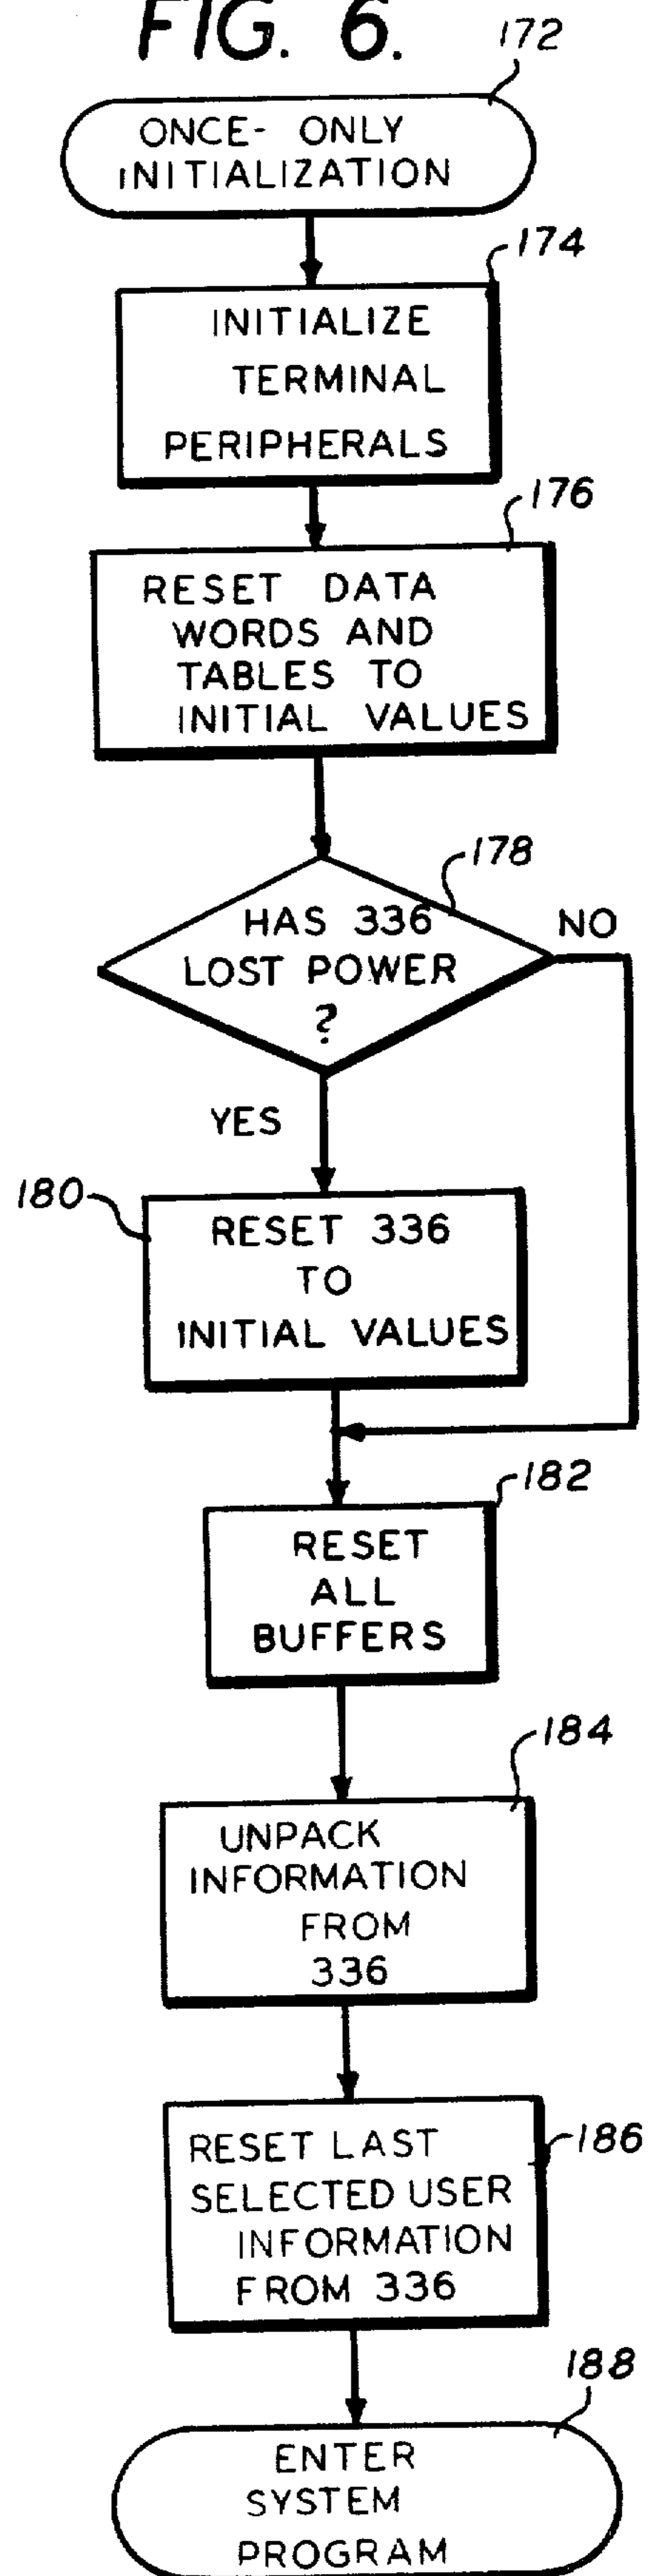 FIG. 6.
172
ONCE- ONLY
INITIALIZATION
174
INITIALIZE
TERMINAL
PERIPHERALS
176
RESET DATA
WORDS AND
TABLES TO
INITIAL VALUES
178
HAS 336
LOST POWER
?
NO
YES
180
RESET 336
TO
INITIAL VALUES
182
RESET
ALL
BUFFERS
184
UNPACK
INFORMATION
FROM
336
186
RESET LAST
SELECTED USER
INFORMATION
FROM 336
188
ENTER
SYSTEM
PROGRAM